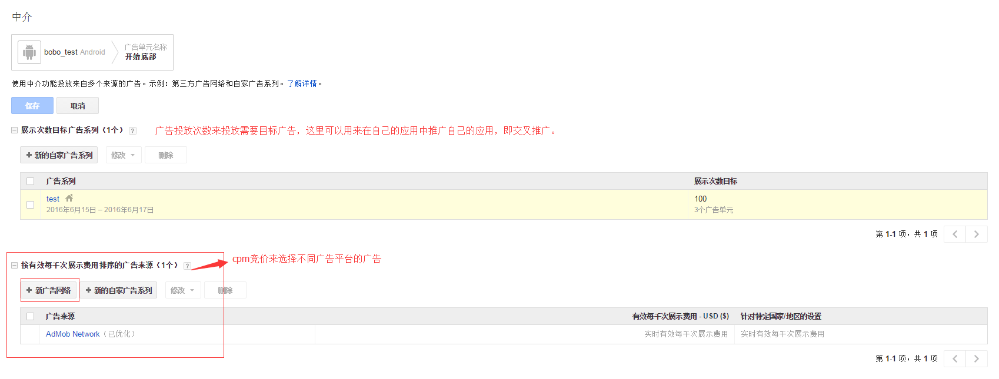 中介
bobo_test Android
广告单元名称
开始底部
使用中介功能投放来自多个来源的广告。示例：第三方广告网络和自家广告系列。了解详情。
保存 取消
展示次数目标广告系列（1个） ? 广告投放次数来投放需要目标广告，这里可以用来在自己的应用中推广自己的应用，即交叉推广。
+ 新的自家广告系列 修改 删除
广告系列 展示次数目标
test 100
2016年6月15日 – 2016年6月17日 3个广告单元
第 1-1 项，共 1 项
cpm竞价来选择不同广告平台的广告
按有效每千次展示费用排序的广告来源（1个） ?
+ 新广告网络 + 新的自家广告系列 修改 删除
广告来源 有效每千次展示费用 - USD ($) 针对特定国家/地区的设置
AdMob Network（已优化） 实时有效每千次展示费用 实时有效每千次展示费用
第 1-1 项，共 1 项